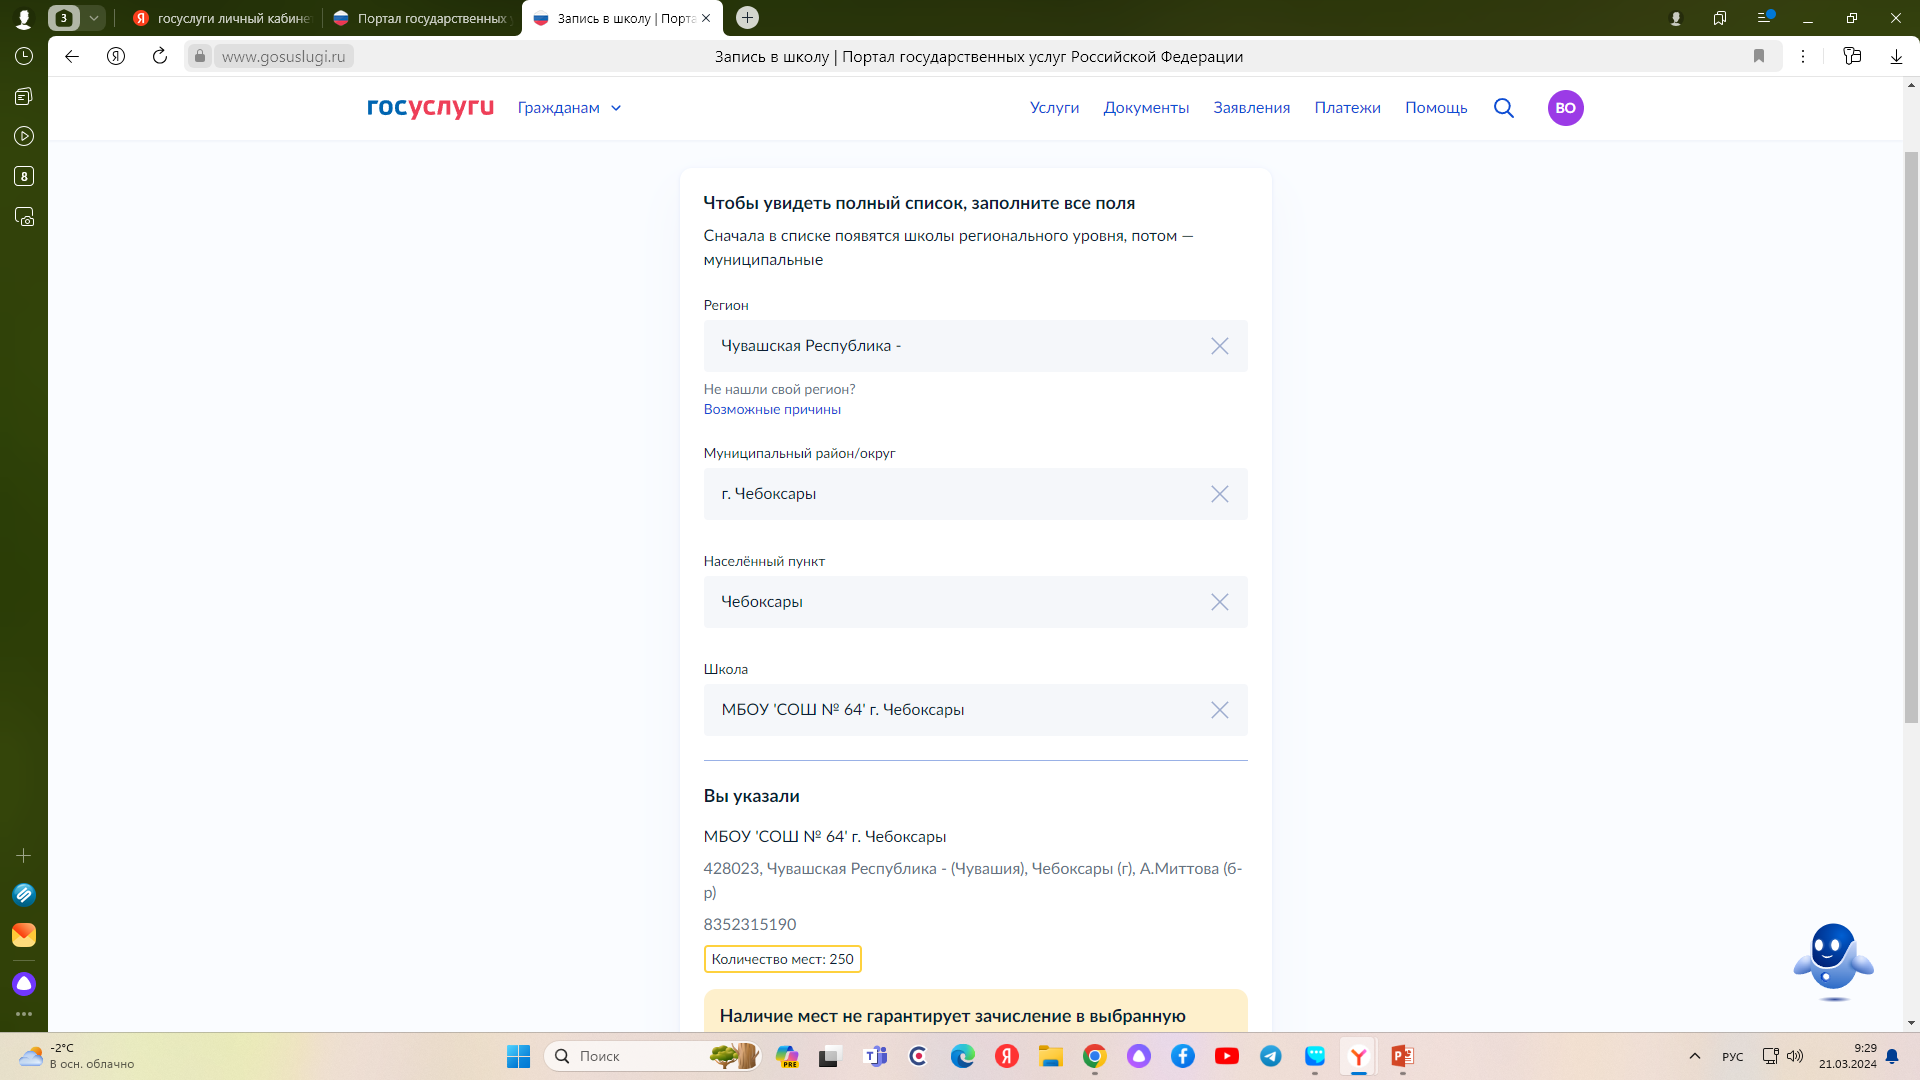 3
госуслуги личный кабинет
Портал государственных
Запись в школу | Порта
www.gosuslugi.ru
Запись в школу | Портал государственных услуг Российской Федерации
8
госуслуги
Гражданам
Услуги
Документы
Заявления
Платежи
Помощь
ВО
Чтобы увидеть полный список, заполните все поля
Сначала в списке появятся школы регионального уровня, потом —
муниципальные
Регион
Чувашская Республика -
Не нашли свой регион?
Возможные причины
Муниципальный район/округ
г. Чебоксары
Населённый пункт
Чебоксары
Школа
МБОУ 'СОШ № 64' г. Чебоксары
Вы указали
МБОУ 'СОШ № 64' г. Чебоксары
428023, Чувашская Республика - (Чувашия), Чебоксары (г), А.Миттова (б-
р)
8352315190
Количество мест: 250
Наличие мест не гарантирует зачисление в выбранную
-2°C
В осн. облачно
Поиск
PRE
РУС
9:29
21.03.2024